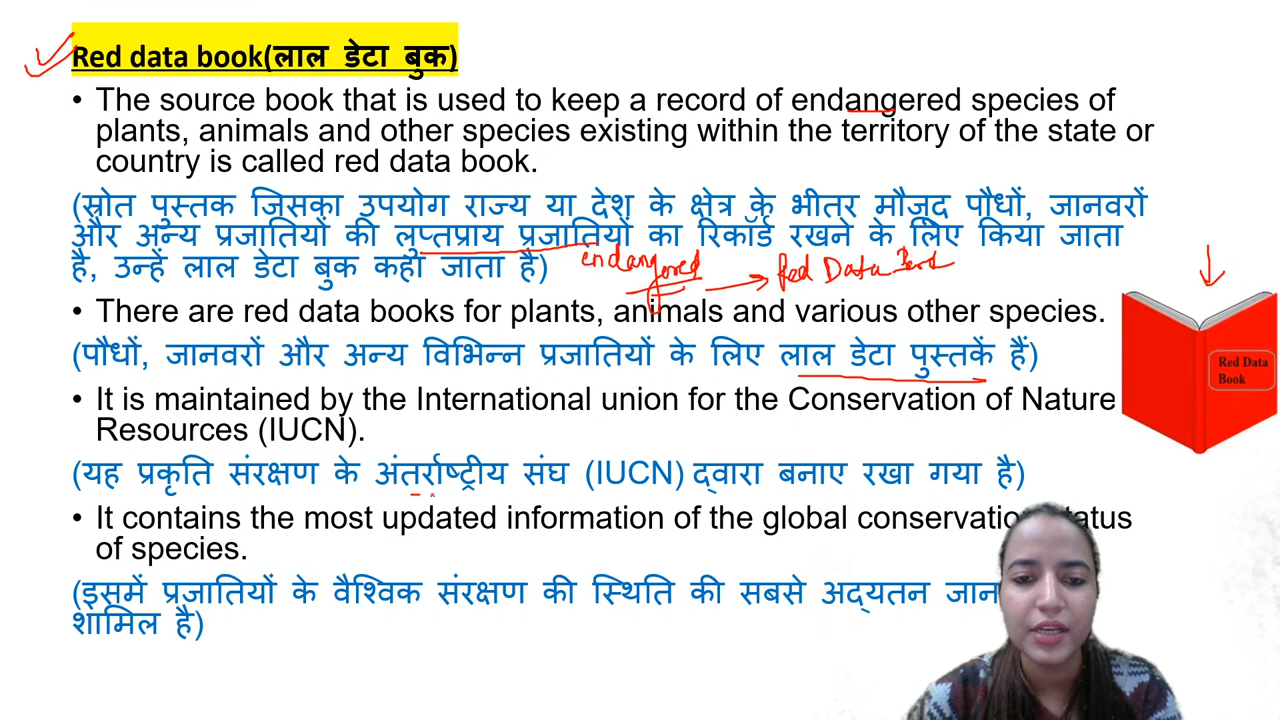 Red data book(लाल डेटा बुक)
• The source book that is used to keep a record of endangered species of
plants, animals and other species existing within the territory of the state or
country is called red data book.
(स्रोत पुस्तक जिसका उपयोग राज्य या देश के क्षेत्र के भीतर मौजूद पौधों, जानवरों
और अन्य प्रजातियों की लुप्तप्राय प्रजातियों का रिकॉर्ड रखने के लिए किया जाता
है, उन्हें लाल डेटा बुक कहा जाता है)
endangered → Red Data
• There are red data books for plants, animals and various other species.
(पौधों, जानवरों और अन्य विभिन्न प्रजातियों के लिए लाल डेटा पुस्तकें हैं)
Red Data
Book
• It is maintained by the International union for the Conservation of Nature
Resources (IUCN).
(यह प्रकृति संरक्षण के अंतर्राष्ट्रीय संघ (IUCN) द्वारा बनाए रखा गया है)
• It contains the most updated information of the global conservation
of species.
(इसमें प्रजातियों के वैश्विक संरक्षण की स्थिति की सबसे अद्यतन
शामिल है)